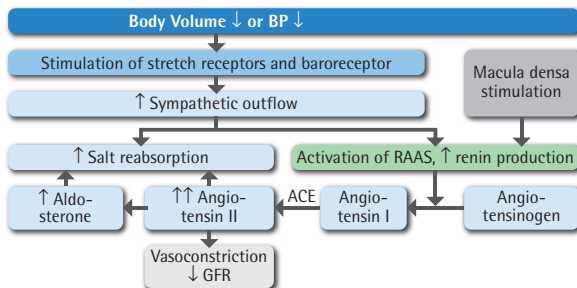 Body Volume ↓ or BP ↓
Stimulation of stretch receptors and baroreceptor
Macula densa
stimulation
↑ Sympathetic outflow
↑ Salt reabsorption
Activation of RAAS, ↑ renin production
↑ Aldo-
sterone
↑↑ Angio-
tensin II
ACE
Angio-
tensin I
Angio-
tensinogen
Vasoconstriction
↓ GFR